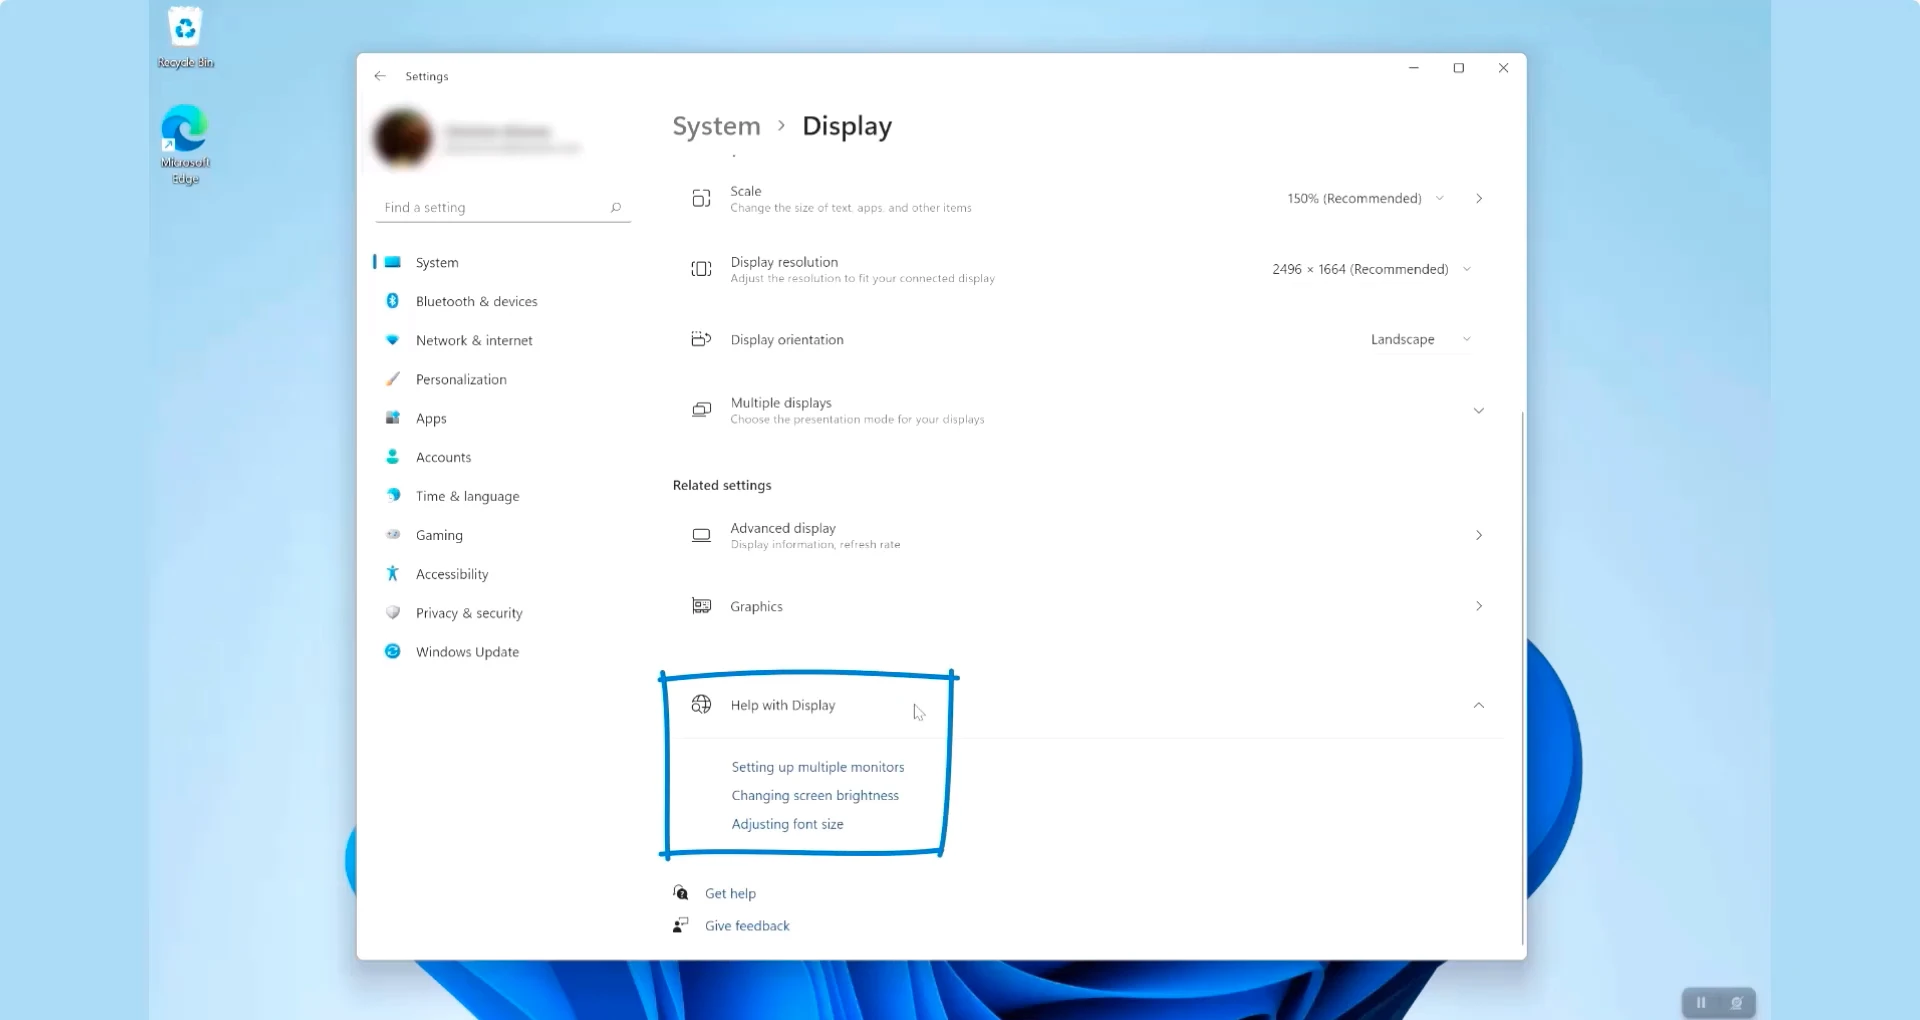 Recycle Bin
Microsoft
Edge
Settings
Find a setting
System
Bluetooth & devices
Network & internet
Personalization
Apps
Accounts
Time & language
Gaming
Accessibility
Privacy & security
Windows Update
System > Display
Scale
Change the size of text, apps, and other items
150% (Recommended)
Display resolution
Adjust the resolution to fit your connected display
2496 × 1664 (Recommended)
Display orientation
Landscape
Multiple displays
Choose the presentation mode for your displays
Related settings
Advanced display
Display information, refresh rate
Graphics
Help with Display
Setting up multiple monitors
Changing screen brightness
Adjusting font size
Get help
Give feedback